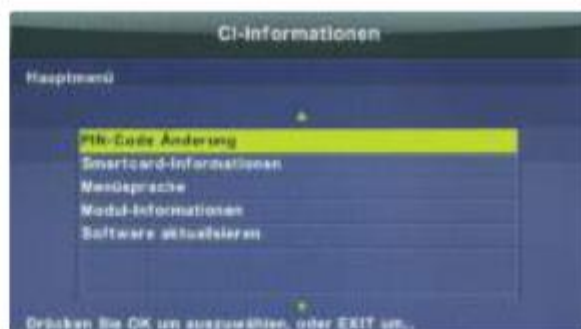 CI-Informationen
Hauptmenü
PIN-Code Änderung
Smartcard-Informationen
Menüsprache
Modul-Informationen
Software aktualisieren
Drücken Sie OK um auszuwählen, oder EXIT um..